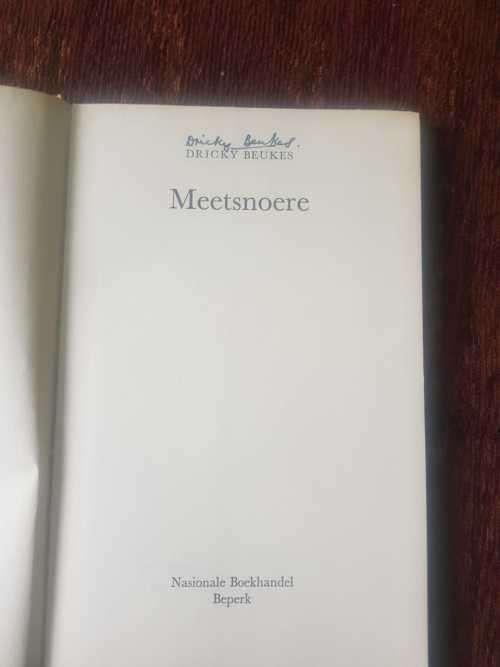 Dricky Beukes.
DRICKY BEUKES
Meetsnoere
Nasionale Boekhandel
Beperk